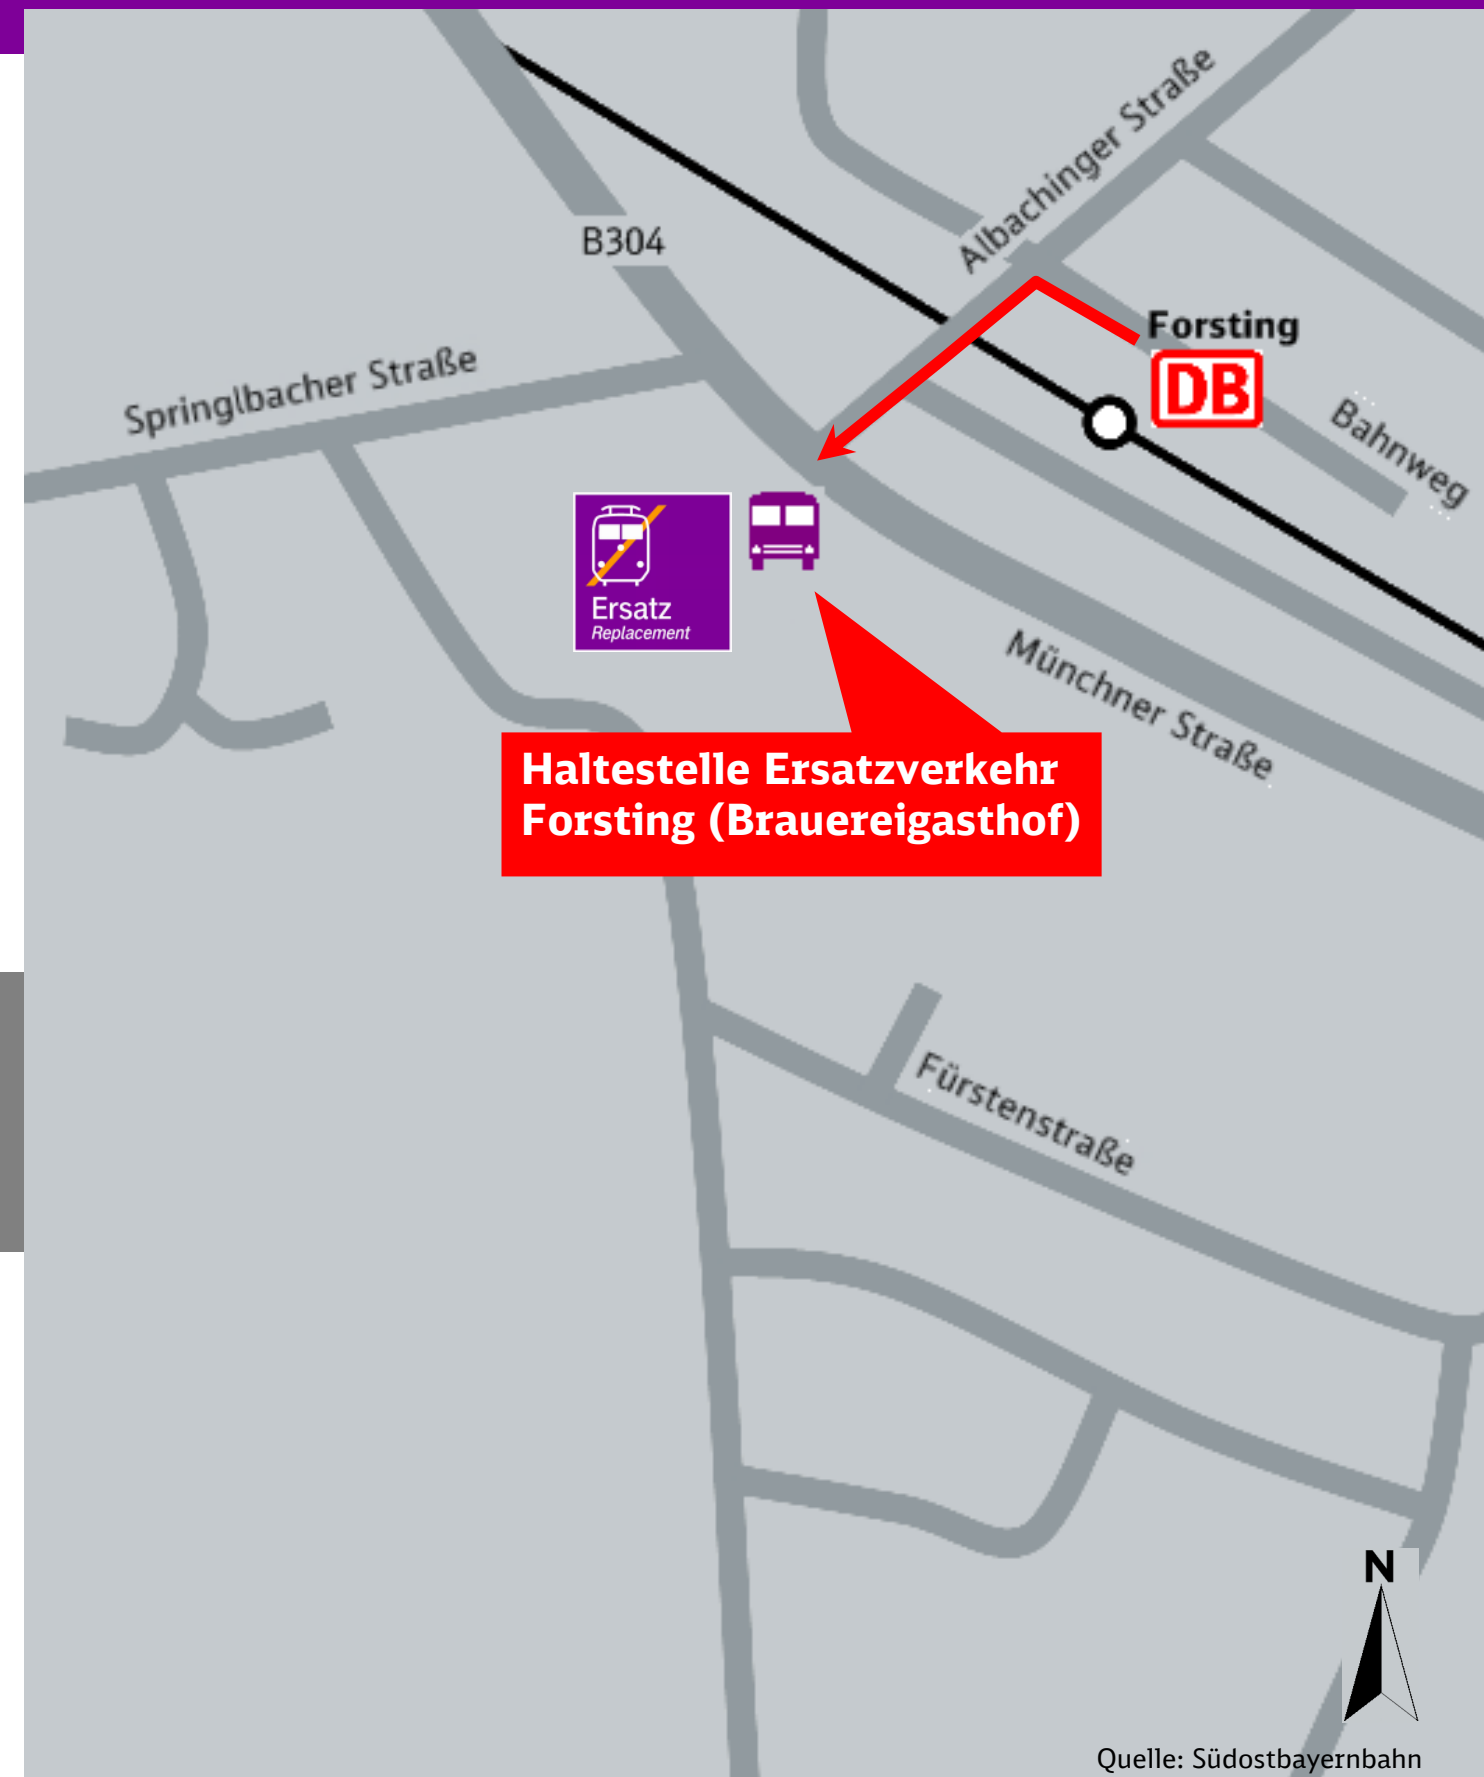 Albachinger Straße
B304
Forsting
DB
Springlbacher Straße
Bahnweg
Ersatz
Replacement
Münchner Straße
Haltestelle Ersatzverkehr
Forsting (Brauereigasthof)
Fürstenstraße
N
Quelle: Südostbayernbahn